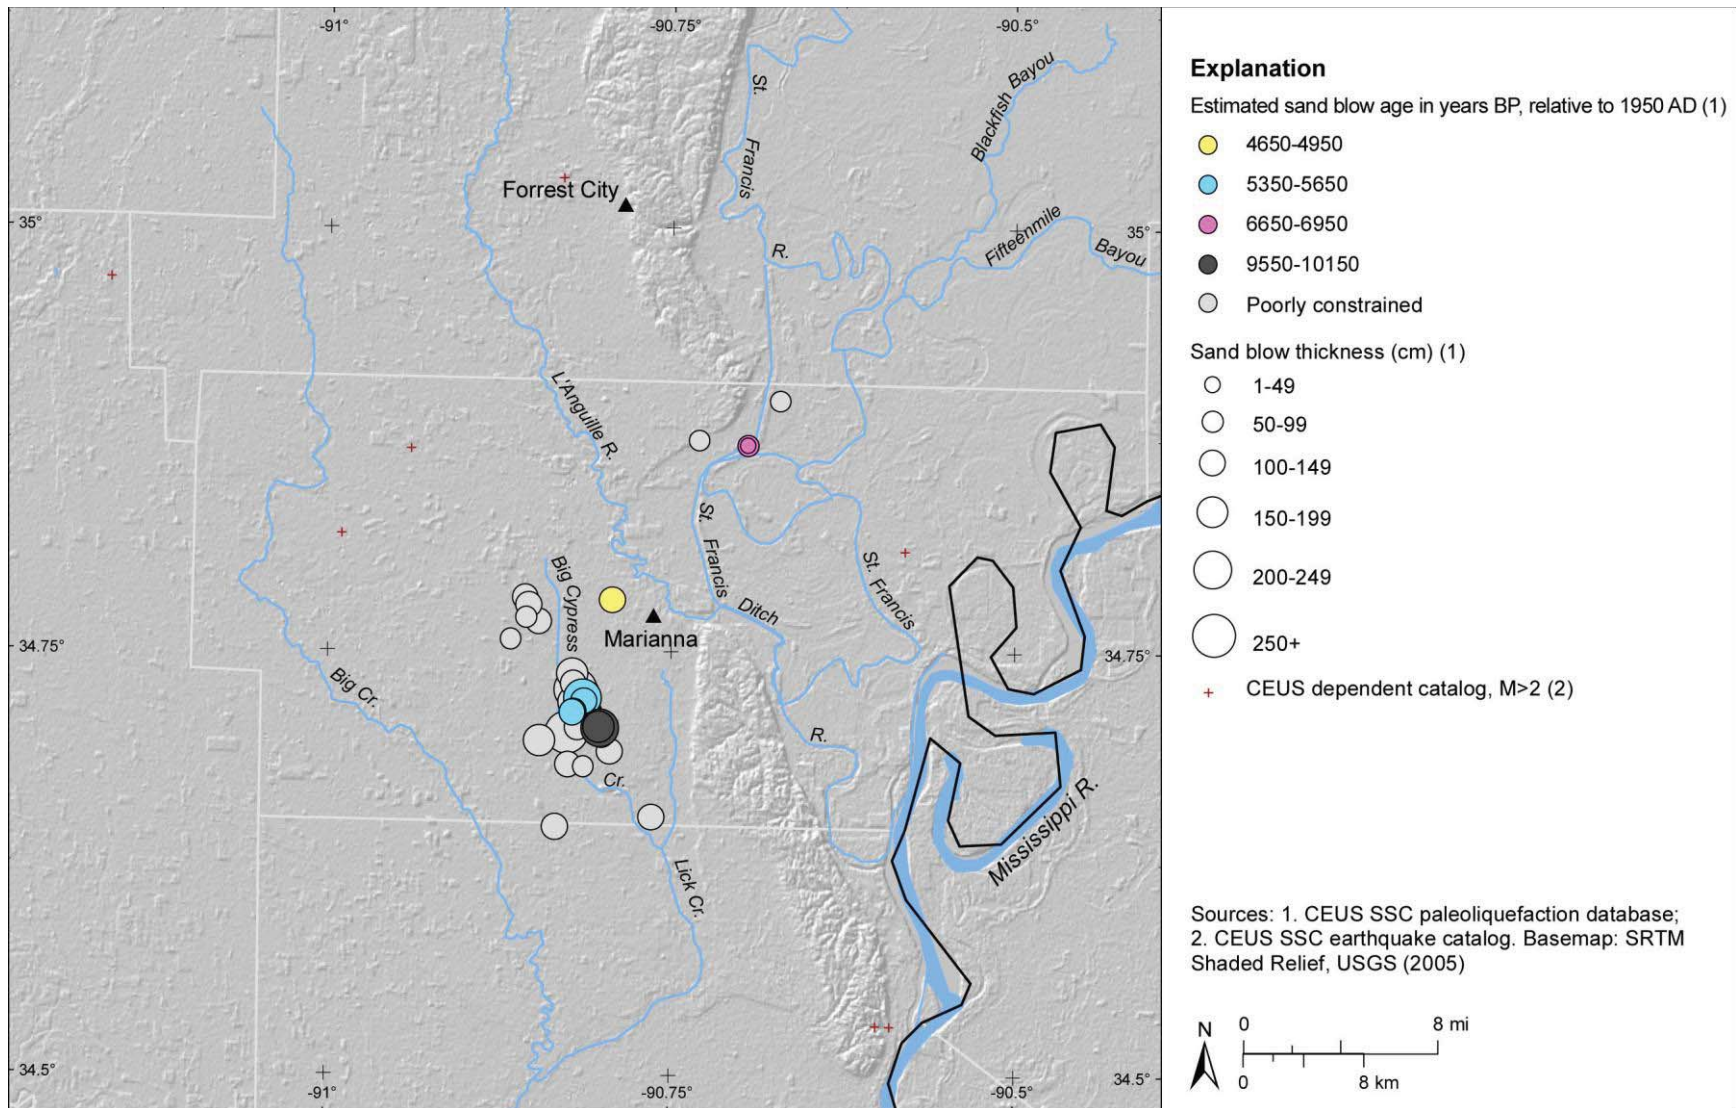 -91°
-90.75°
-90.5°
St.
Francis
R.
Blackfish Bayou
Forrest City
35°
35°
Fifteenmile
Bayou
L'Anguille R.
St.
Francis
St. Francis
Big Cypress
Ditch
Marianna
34.75°
34.75°
Big Cr.
R.
Cr.
Mississippi R.
Lick Cr.
34.5°
34.5°
-91°
-90.75°
-90.5°
Explanation
Estimated sand blow age in years BP, relative to 1950 AD (1)
4650-4950
5350-5650
6650-6950
9550-10150
Poorly constrained
Sand blow thickness (cm) (1)
1-49
50-99
100-149
150-199
200-249
250+
CEUS dependent catalog, M>2 (2)
Sources: 1. CEUS SSC paleoliquefaction database;
2. CEUS SSC earthquake catalog. Basemap: SRTM
Shaded Relief, USGS (2005)
N
0 8 mi
0 8 km